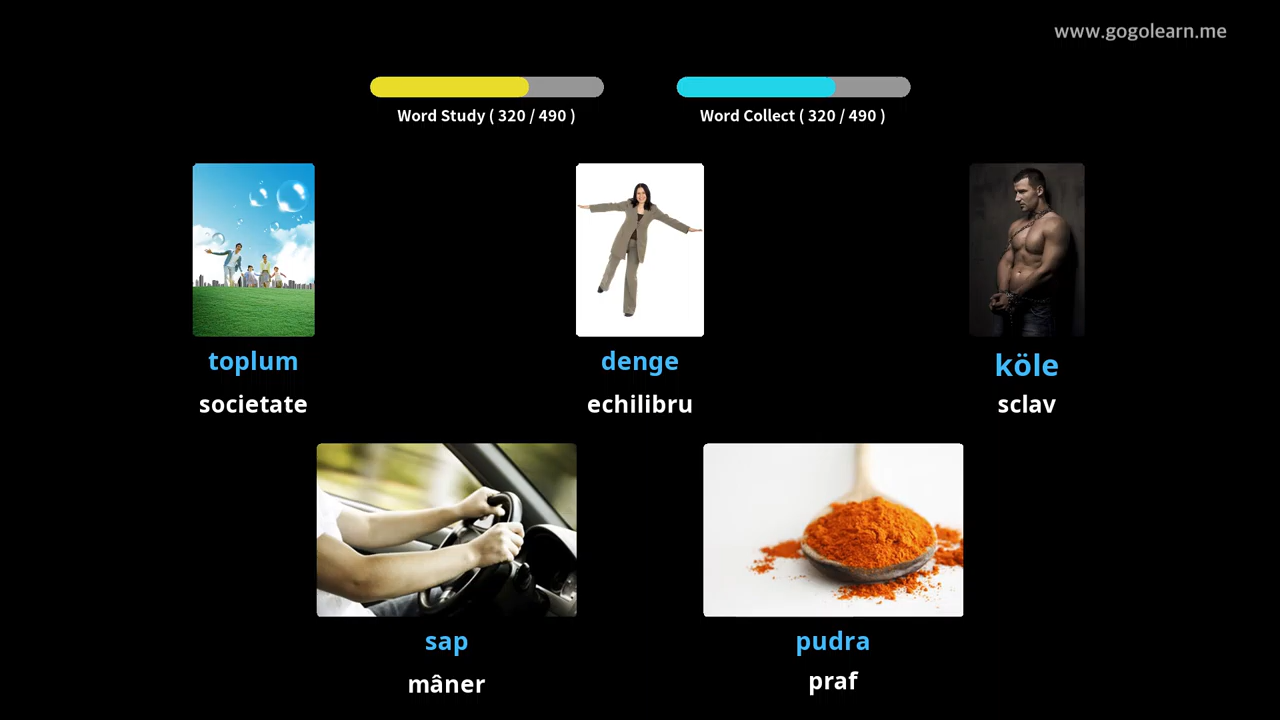 www.gogolearn.me
Word Study ( 320 / 490 )
Word Collect ( 320 / 490 )
toplum
societate
denge
echilibru
köle
sclav
sap
mâner
pudra
praf